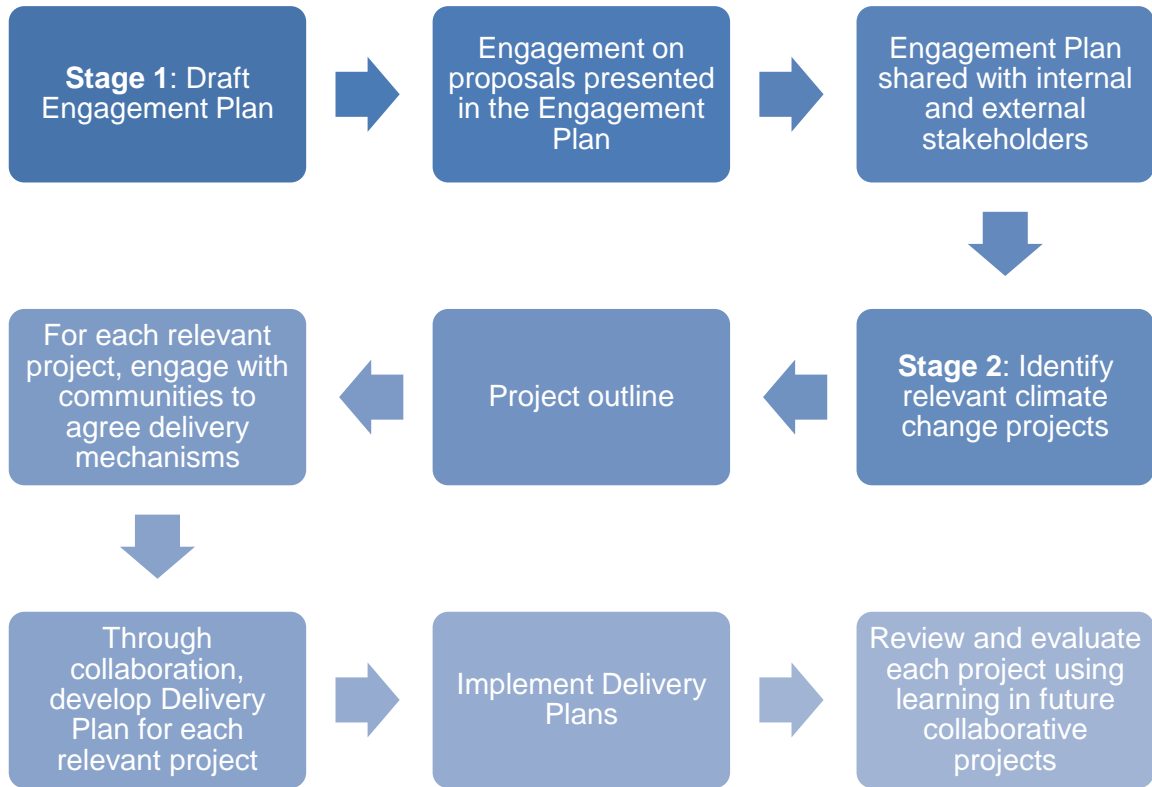 Stage 1: Draft
Engagement Plan
Engagement on
proposals presented
in the Engagement
Plan
Engagement Plan
shared with internal
and external
stakeholders
Stage 2: Identify
relevant climate
change projects
Project outline
For each relevant
project, engage with
communities to
agree delivery
mechanisms
Through
collaboration,
develop Delivery
Plan for each
relevant project
Implement Delivery
Plans
Review and evaluate
each project using
learning in future
collaborative
projects